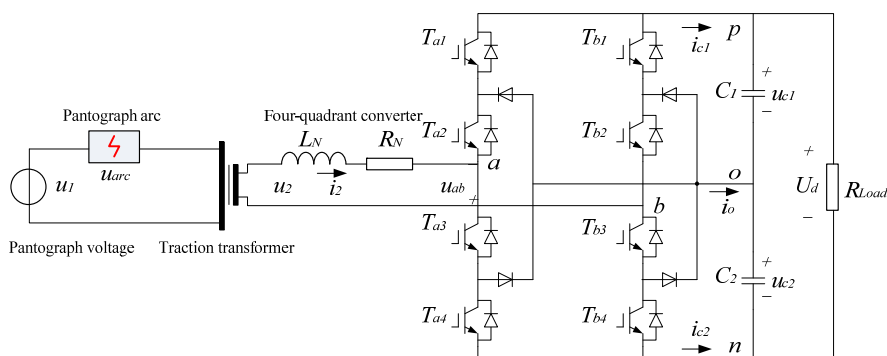 Ta1
Tb1
ic1
p
Pantograph arc
Four-quadrant converter
C1
+
uc1
−
LN
RN
Ta2
Tb2
a
u1
uarc
u2
i2
uab
+
o
io
+
Ud
−
RLoad
b
Pantograph voltage
Traction transformer
Ta3
Tb3
C2
+
uc2
−
Ta4
Tb4
ic2
n